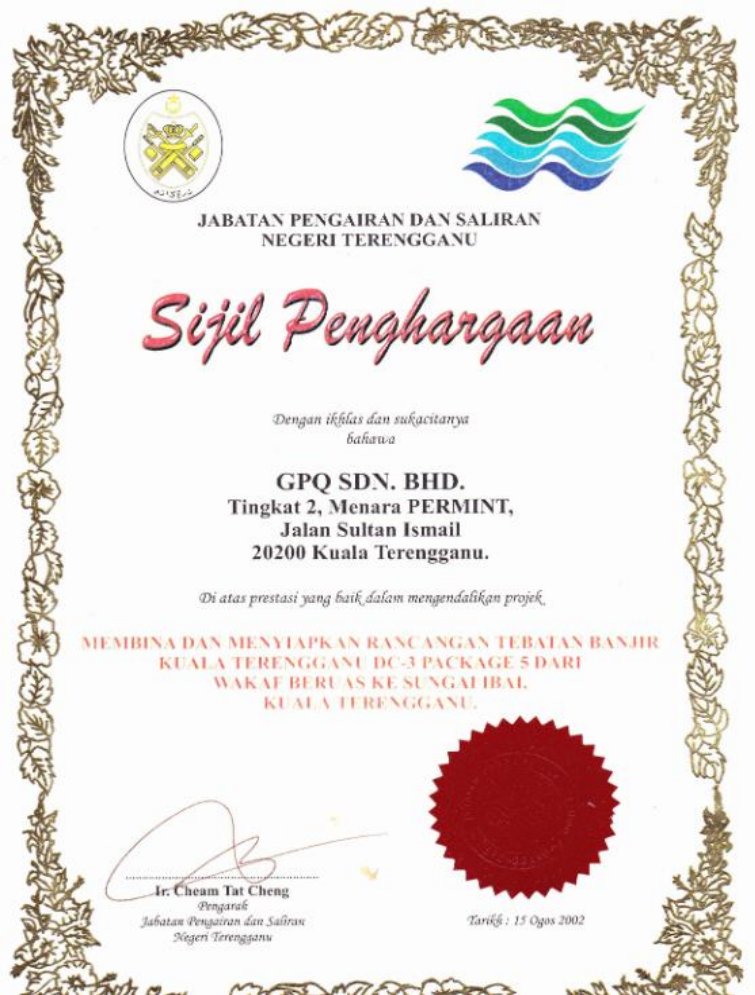 JABATAN PENGAIRAN DAN SALIRAN
NEGERI TERENGGANU
Sijil Penghargaan
Dengan ikhlas dan sukacitanya
bahawa
GPQ SDN. BHD.
Tingkat 2, Menara PERMINT,
Jalan Sultan Ismail
20200 Kuala Terengganu.
Di atas prestasi yang baik dalam mengendalikan projek
MEMBINA DAN MENYIAPKAN RANCANGAN TEBATAN BANJIR
KUALA TERENGGANU DC-3 PACKAGE 5 DARI
WAKAF BERUAS KE SUNGAI IBAI,
KUALA TERENGGANU.
Ir. Cheam Tat Cheng
Pengarah
Jabatan Pengairan dan Saliran
Negeri Terengganu
Tarikh : 15 Ogos 2002